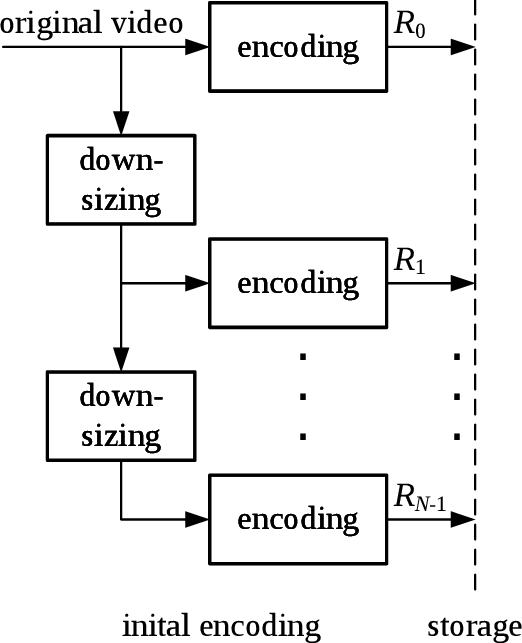 original video
encoding
R0
down-
sizing
encoding
R1
down-
sizing
encoding
RN-1
inital encoding
storage